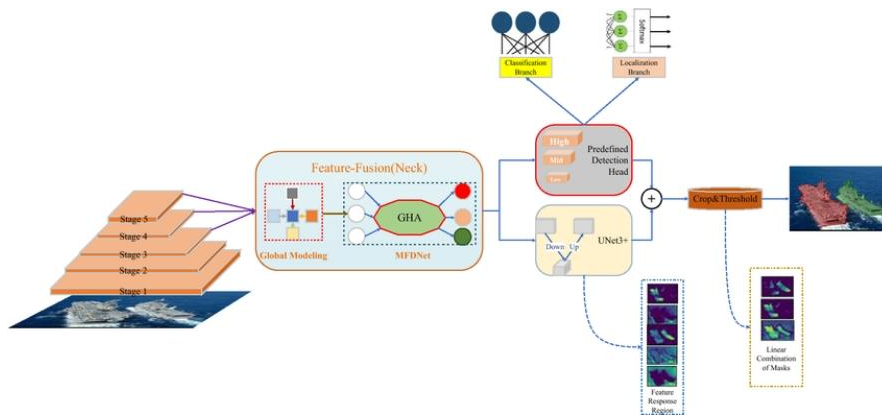 Classification
Branch
Softmax
Σ
Σ
Σ
Localization
Branch
Stage 5
Stage 4
Stage 3
Stage 2
Stage 1
Feature-Fusion(Neck)
GHA
Global Modeling
MFDNet
High
Mid
Low
Predefined
Detection
Head
Down
Up
UNet3+
+
Crop&Threshold
Feature
Response
Region
Linear
Combination
of Masks